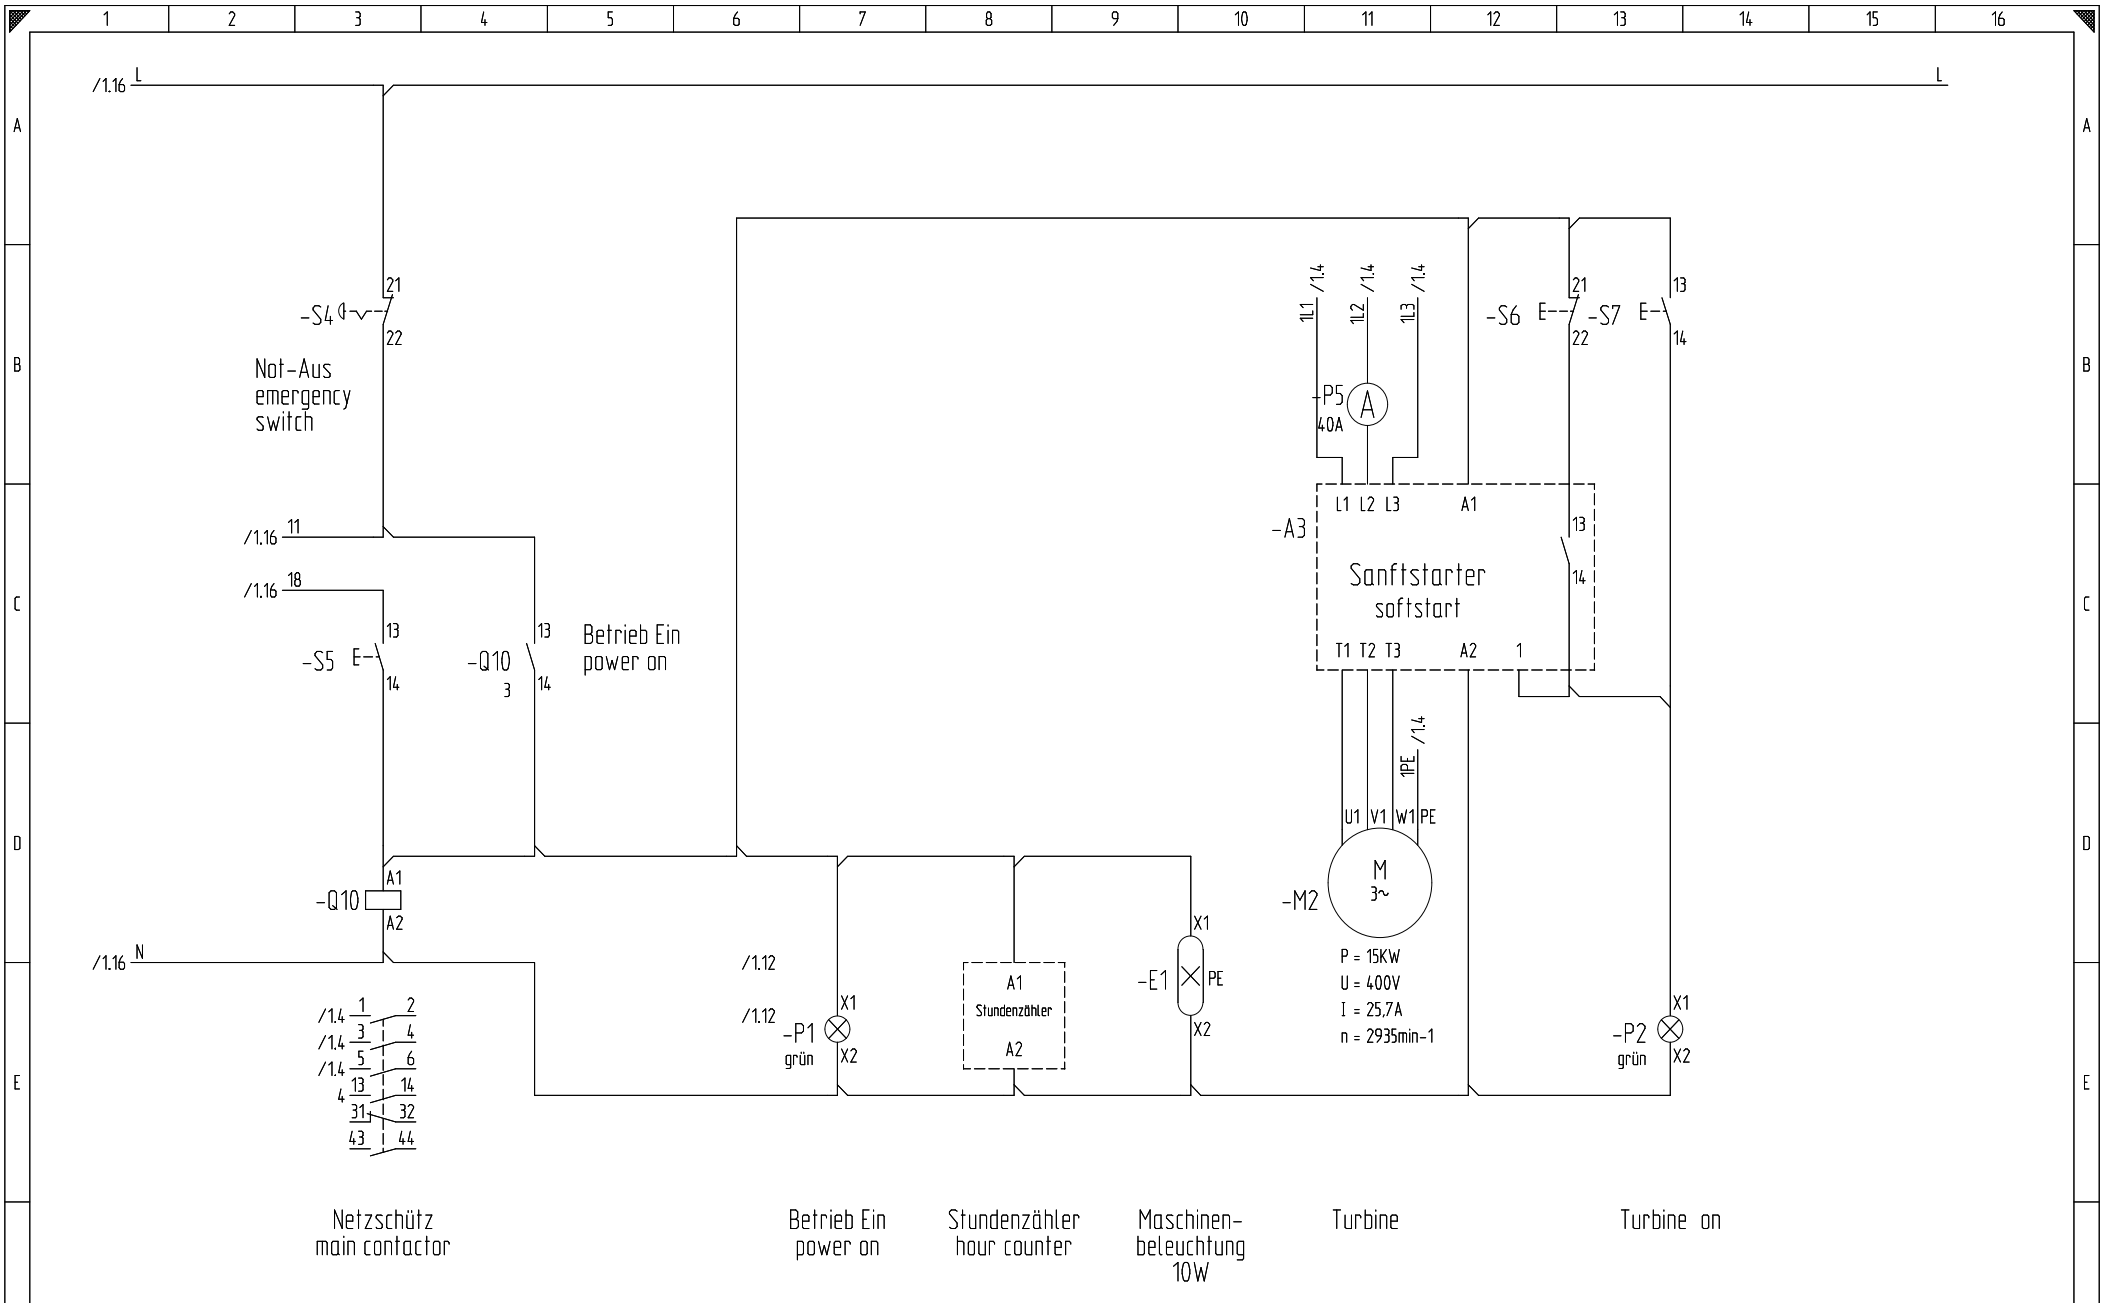 1 2 3 4 5 6 7 8 9 10 11 12 13 14 15 16
/1.16 L L
A A
21
-S4
22
Not-Aus
emergency
switch
1L1 /1.4
1L2 /1.4
1L3 /1.4
21
-S6 E
22
13
-S7 E
14
B B
-P5 A
40A
/1.16 11
/1.16 18
L1 L2 L3 A1
-A3
13
14
Sanftstarter
softstart
T1 T2 T3 A2 1
C C
13
-S5 E
14
13
-Q10
3 14
Betrieb Ein
power on
1PE /1.4
U1 V1 W1 PE
M
3~
-M2
D D
A1
-Q10
A2
/1.16 N
P = 15KW
U = 400V
I = 25,7A
n = 2935min-1
/1.12
/1.12
X1
-P1
grün X2
A1
Stundenzähler
A2
X1
-E1 PE
X2
X1
-P2
grün X2
E E
/1.4 1 2
/1.4 3 4
/1.4 5 6
4 13 14
31 32
43 44
Netzschütz
main contactor
Betrieb Ein
power on
Stundenzähler
hour counter
Maschinen-
beleuchtung
10W
Turbine
Turbine on